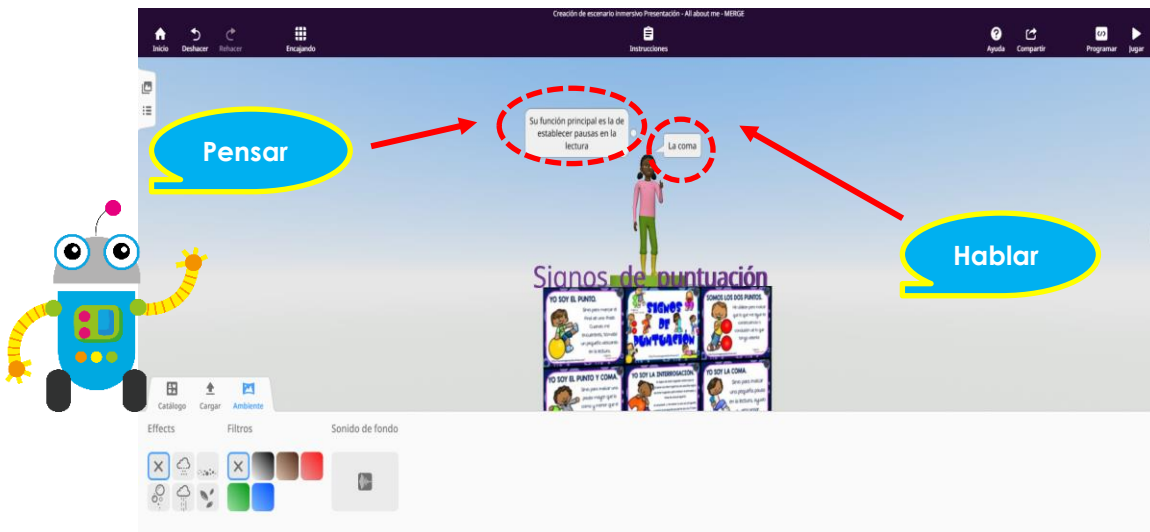 Creación de escenario inmersivo Presentación - All about me - MERGE
Inicio
Deshacer
Rehacer
Encajando
Instrucciones
Ayuda
Compartir
Programar
Jugar
Pensar
Su función principal es la de
establecer pausas en la
lectura
La coma
Hablar
Signos de puntuación
YO SOY EL PUNTO.
SIGNOS
DE
PUNTUACIÓN
SOMOS LOS DOS PUNTOS.
YO SOY EL PUNTO Y COMA.
YO SOY LA INTERROGACIÓN.
YO SOY LA COMA.
Catálogo
Cargar
Ambiente
Effects
Filtros
Sonido de fondo